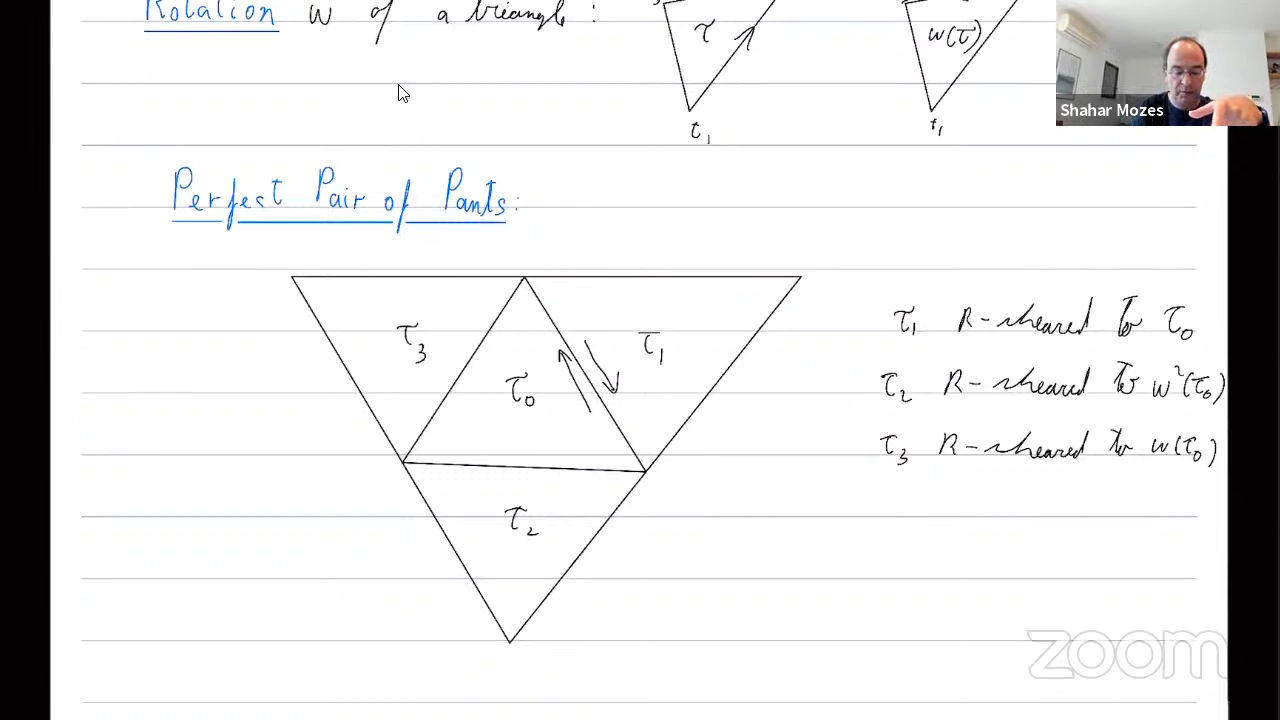 Rotation w of a triangle :
τ
w(τ)
t₁
t₁
Shahar Mozes
Perfect Pair of Pants:
τ₃
τ₁
τ₀
τ₂
τ₁ R-sheared to τ₀
τ₂ R-sheared to w²(τ₀)
τ₃ R-sheared to w(τ₀)
zoom